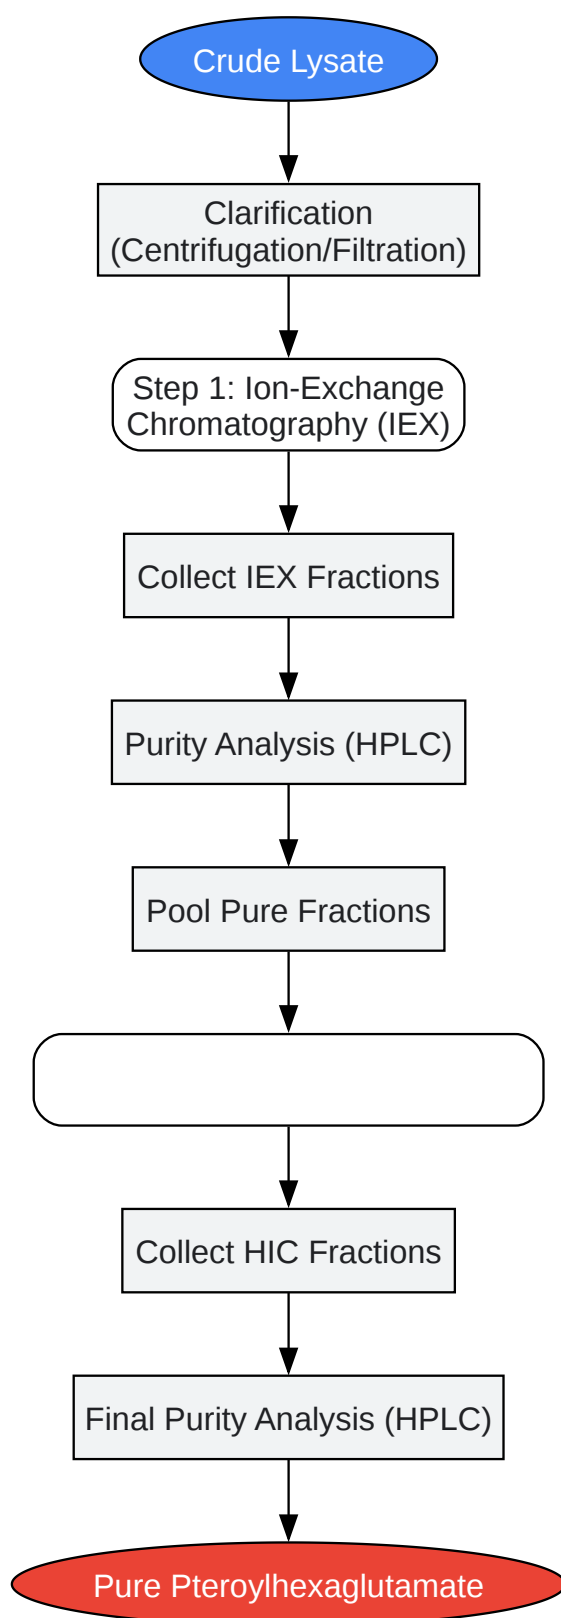 Crude Lysate
Clarification
(Centrifugation/Filtration)
Step 1: Ion-Exchange
Chromatography (IEX)
Collect IEX Fractions
Purity Analysis (HPLC)
Pool Pure Fractions
Collect HIC Fractions
Final Purity Analysis (HPLC)
Pure Pteroylhexaglutamate